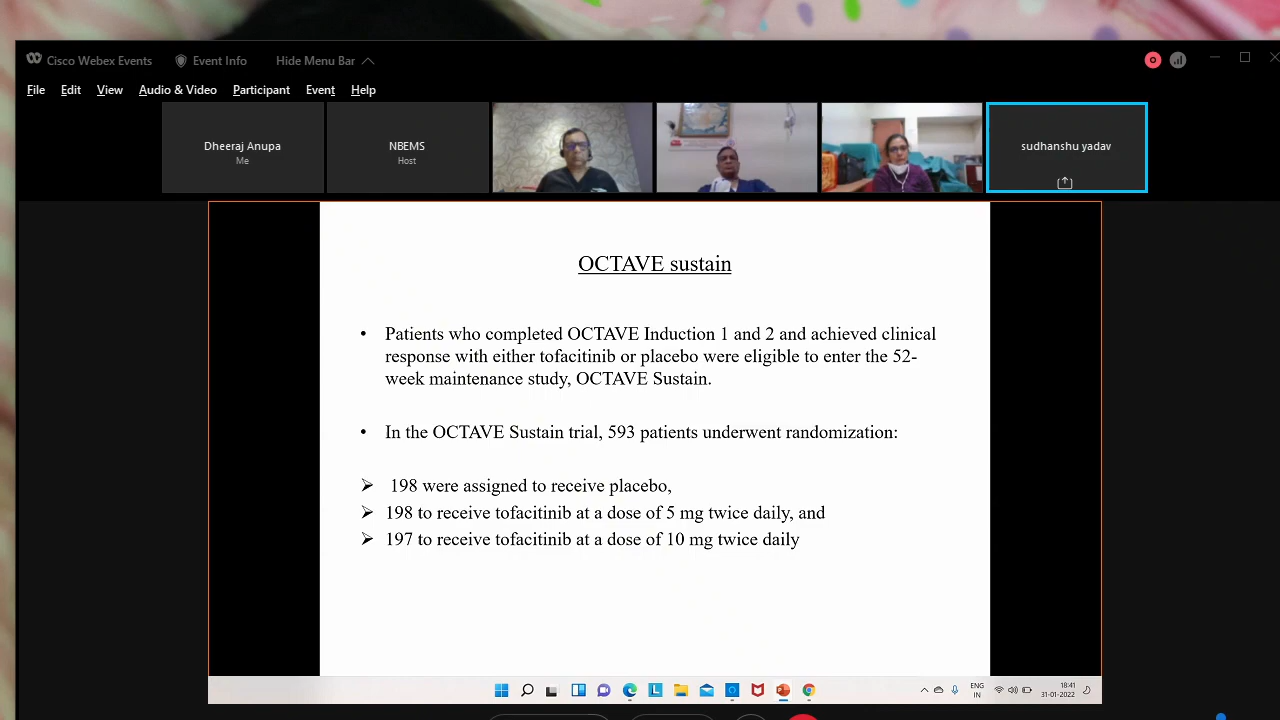 Cisco Webex Events
Event Info
Hide Menu Bar
File
Edit
View
Audio & Video
Participant
Event
Help
Dheeraj Anupa
Me
NBEMS
Host
sudhanshu yadav
OCTAVE sustain
• Patients who completed OCTAVE Induction 1 and 2 and achieved clinical
response with either tofacitinib or placebo were eligible to enter the 52-
week maintenance study, OCTAVE Sustain.
• In the OCTAVE Sustain trial, 593 patients underwent randomization:
➢ 198 were assigned to receive placebo,
➢ 198 to receive tofacitinib at a dose of 5 mg twice daily, and
➢ 197 to receive tofacitinib at a dose of 10 mg twice daily
ENG
IN
18:41
31-01-2022